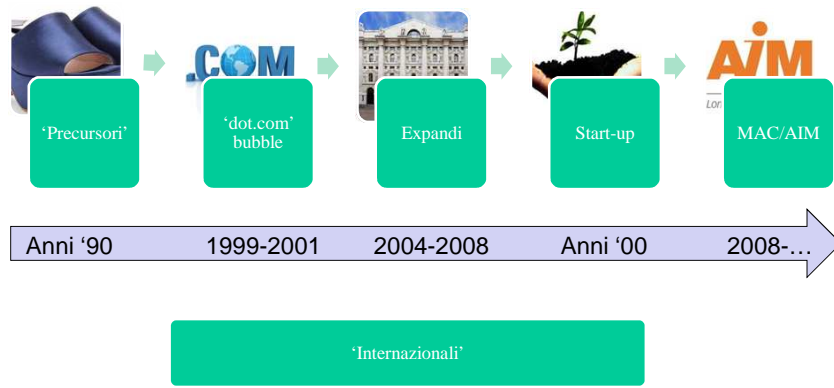 .COM
AIM
Lon
‘Precursori’
‘dot.com’
bubble
Expandi
Start-up
MAC/AIM
Anni ‘90
1999-2001
2004-2008
Anni ‘00
2008-…
‘Internazionali’